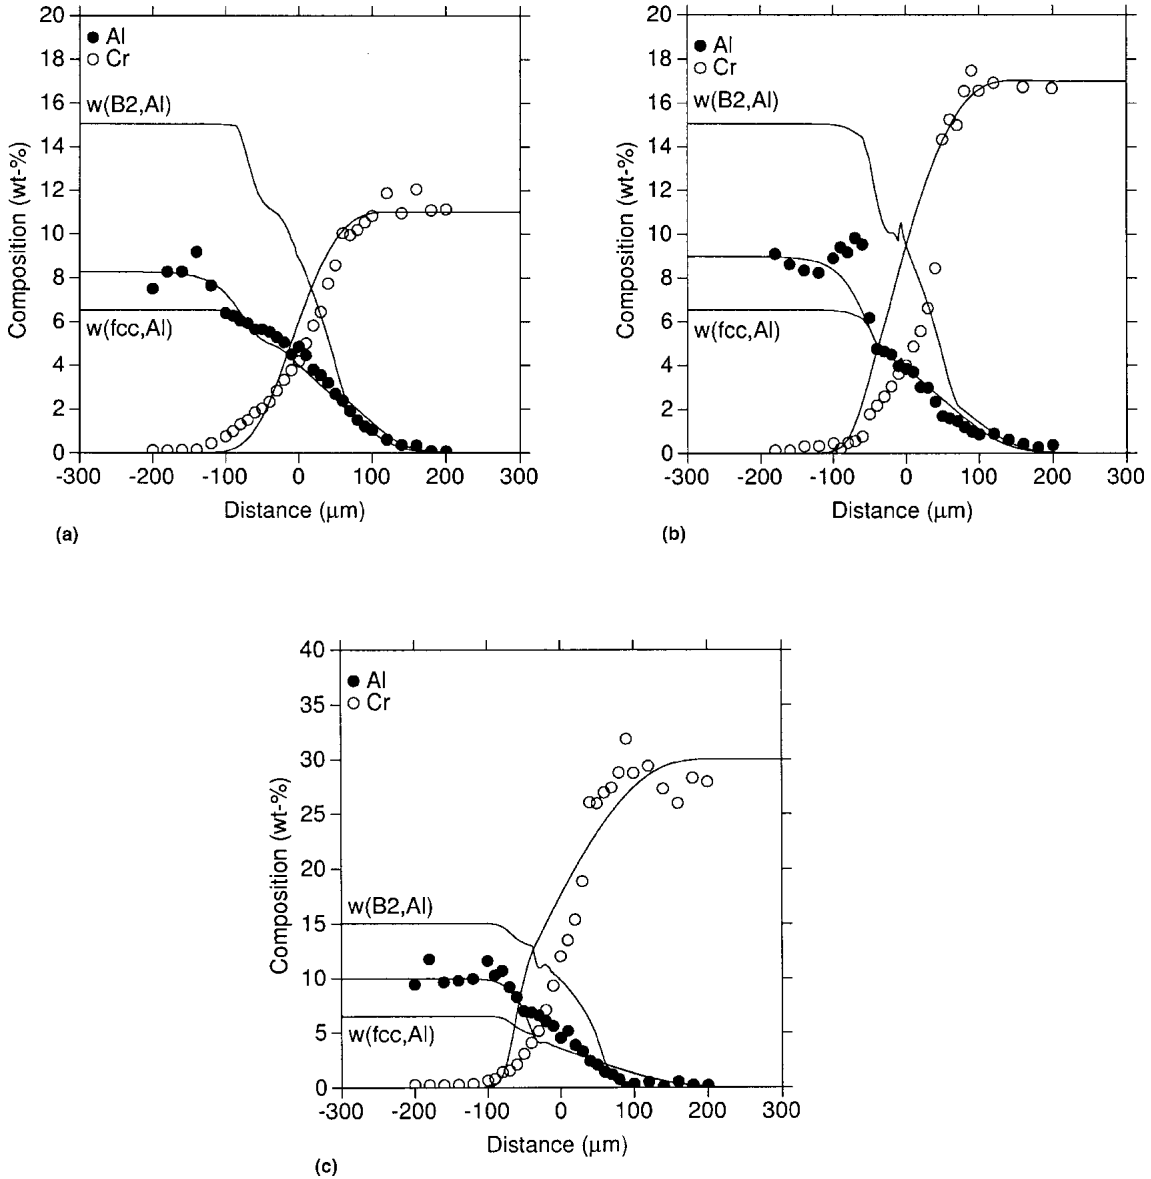 20
18
16
14
12
10
8
6
4
2
0
Al
Cr
w(B2,Al)
w(fcc,Al)
Composition (wt-%)
-300
-200
-100
0
100
200
300
Distance (μm)
(a)
20
18
16
14
12
10
8
6
4
2
0
Al
Cr
w(B2,Al)
w(fcc,Al)
Composition (wt-%)
-300
-200
-100
0
100
200
300
Distance (μm)
(b)
40
35
30
25
20
15
10
5
0
Al
Cr
w(B2,Al)
w(fcc,Al)
Composition (wt-%)
-300
-200
-100
0
100
200
300
Distance (μm)
(c)